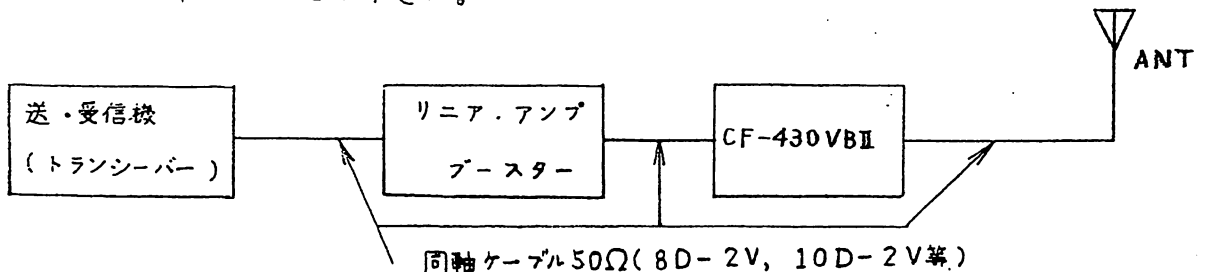 ANT
送・受信機
(トランシーバー)
リニア.アンプ
ブースター
CF-430VBⅡ
同軸ケーブル50Ω(8D-2V, 10D-2V等)